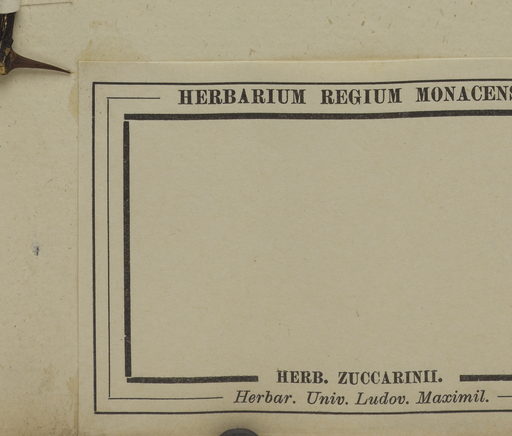 HERBARIUM REGIUM MONACENS
HERB. ZUCCARINII.
Herbar. Univ. Ludov. Maximil.